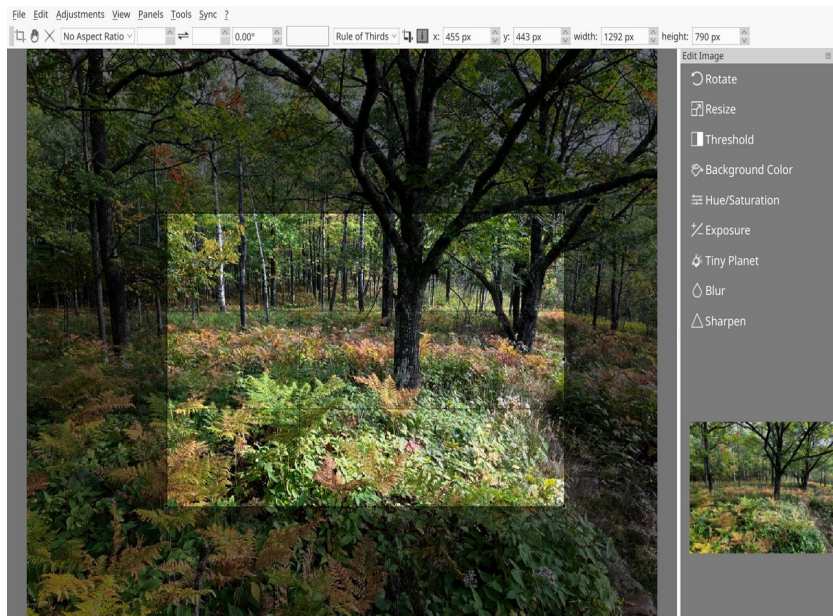 File Edit Adjustments View Panels Tools Sync ?
No Aspect Ratio 0.00° Rule of Thirds x: 455 px y: 443 px width: 1292 px height: 790 px
Edit Image
Rotate
Resize
Threshold
Background Color
Hue/Saturation
Exposure
Tiny Planet
Blur
Sharpen